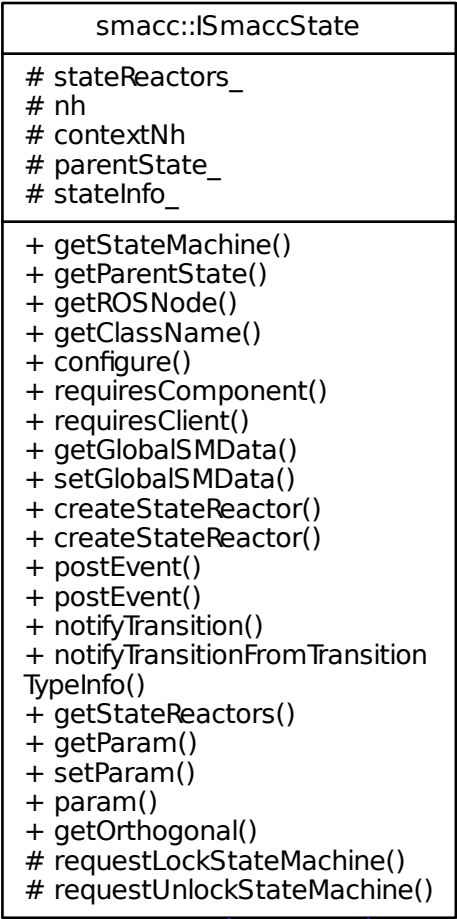 smacc::ISmaccState
# stateReactors_
# nh
# contextNh
# parentState_
# stateInfo_
+ getStateMachine()
+ getParentState()
+ getROSNode()
+ getClassName()
+ configure()
+ requiresComponent()
+ requiresClient()
+ getGlobalSMData()
+ setGlobalSMData()
+ createStateReactor()
+ createStateReactor()
+ postEvent()
+ postEvent()
+ notifyTransition()
+ notifyTransitionFromTransition
TypeInfo()
+ getStateReactors()
+ getParam()
+ setParam()
+ param()
+ getOrthogonal()
# requestLockStateMachine()
# requestUnlockStateMachine()